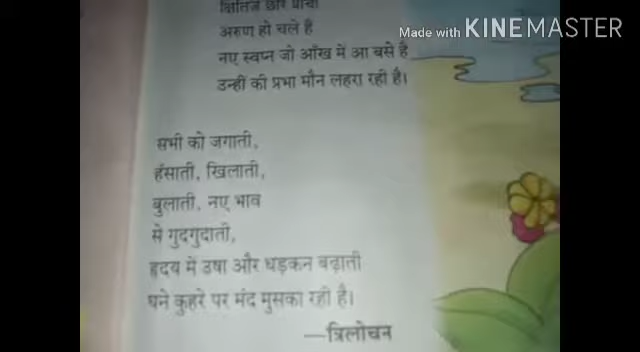 Made with KINEMASTER
क्षितिज छोर प्राची
अरुण हो चले हैं
नए स्वप्न जो आँख में आ बसे हैं
उन्हीं की प्रभा मौन लहरा रही है।
सभी को जगाती,
हँसाती, खिलाती,
बुलाती, नए भाव
से गुदगुदाती,
हृदय में उषा और धड़कन बढ़ाती
घने कुहरे पर मंद मुसका रही है।
—त्रिलोचन